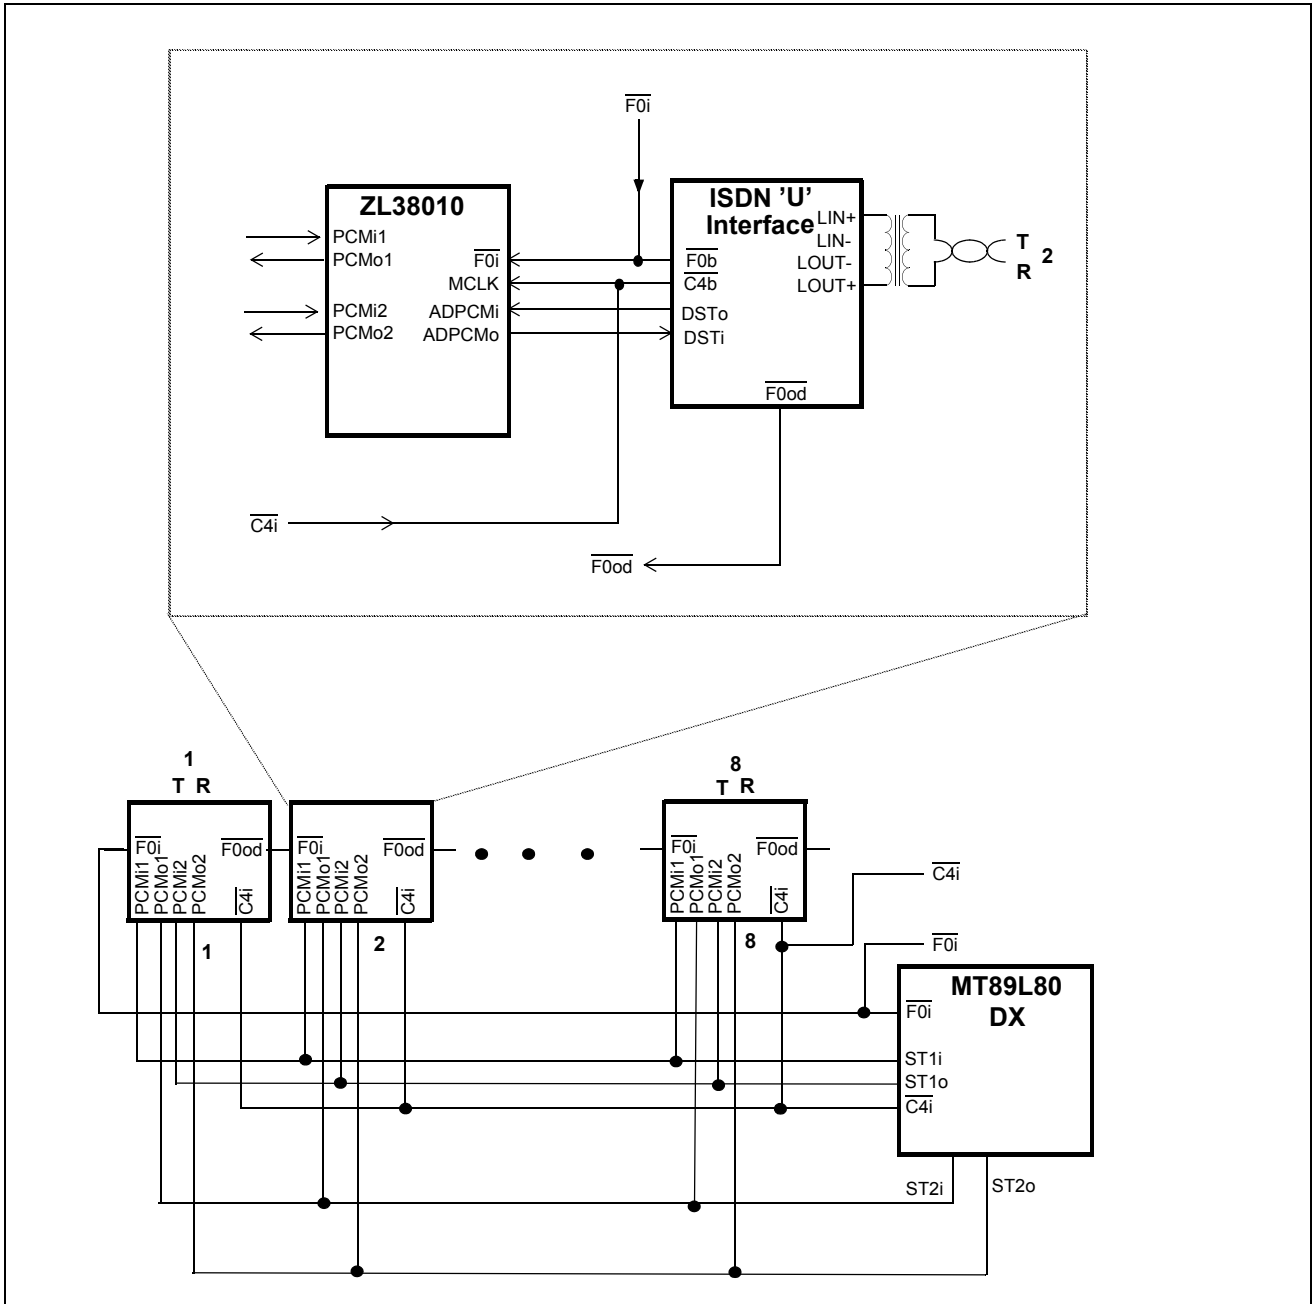 F0i
ZL38010
PCMi1
PCMo1
PCMi2
PCMo2
F0i
MCLK
ADPCMi
ADPCMo
ISDN ’U’
Interface
F0b
C4b
DSTo
DSTi
LIN+
LIN-
LOUT-
LOUT+
F0od
T
R
2
C4i
F0od
1
T R
F0i
F0od
PCMi1
PCMo1
PCMi2
PCMo2
C4i
1
F0i
F0od
PCMi1
PCMo1
PCMi2
PCMo2
C4i
2
8
T R
F0i
F0od
PCMi1
PCMo1
PCMi2
PCMo2
C4i
8
C4i
F0i
MT89L80
DX
F0i
ST1i
ST1o
C4i
ST2i
ST2o